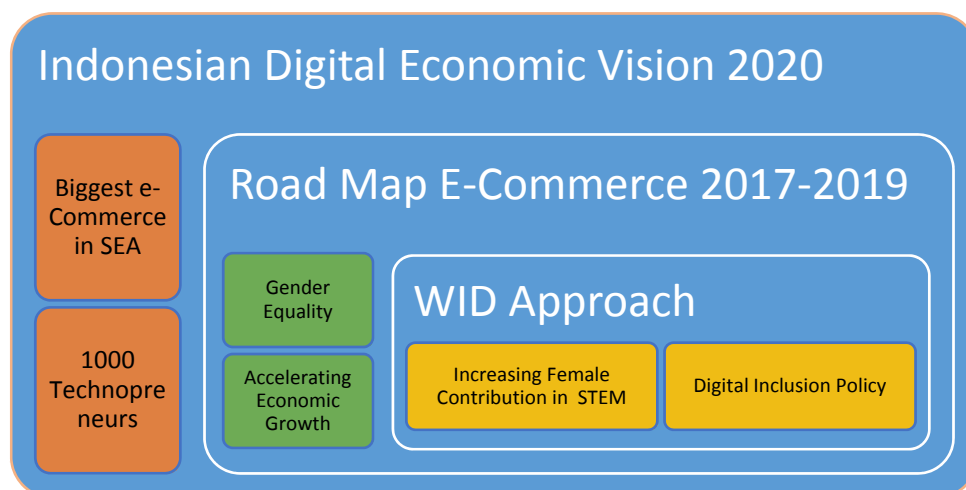 Indonesian Digital Economic Vision 2020
Biggest e-
Commerce
in SEA
1000
Technopre
neurs
Road Map E-Commerce 2017-2019
Gender
Equality
Accelerating
Economic
Growth
WID Approach
Increasing Female
Contribution in STEM
Digital Inclusion Policy